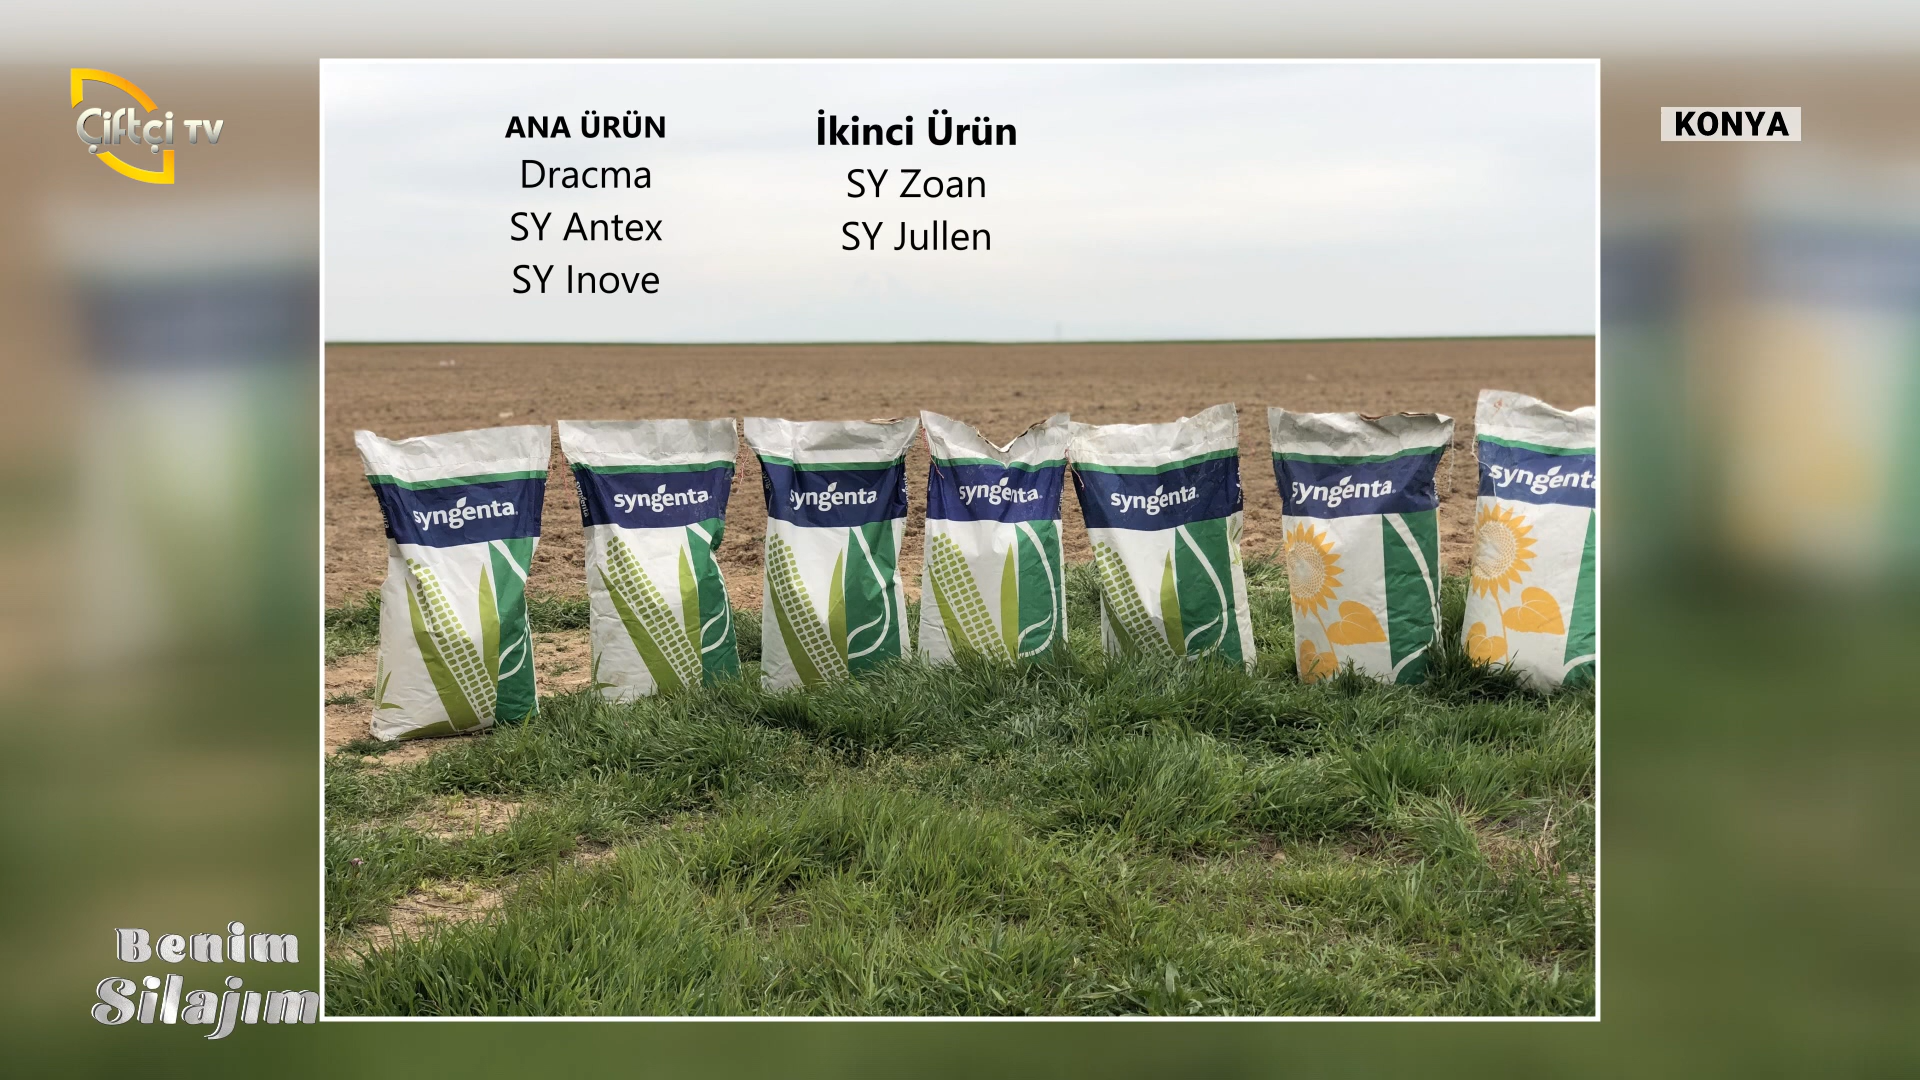 Çiftçi TV
KONYA
ANA ÜRÜN
Dracma
SY Antex
SY Inove
İkinci Ürün
SY Zoan
SY Jullen
syngenta
syngenta
syngenta
syngenta
syngenta
syngenta
syngenta
Benim
Silajım